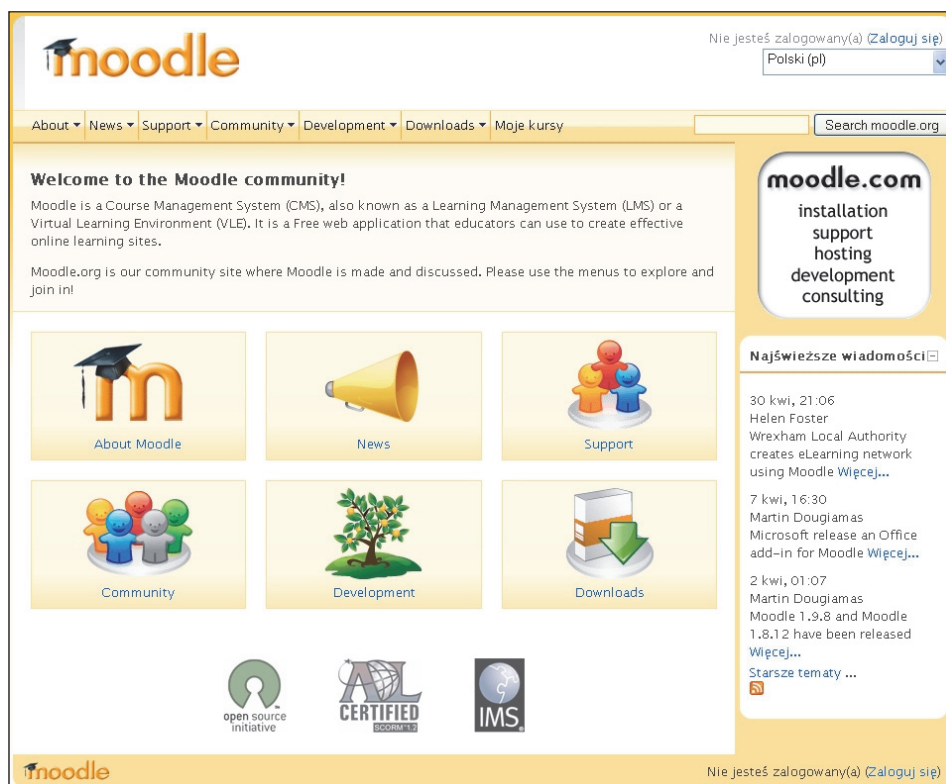 moodle
Nie jesteś zalogowany(a) (Zaloguj się)
Polski (pl)
About News Support Community Development Downloads Moje kursy
Search moodle.org
Welcome to the Moodle community!
Moodle is a Course Management System (CMS), also known as a Learning Management System (LMS) or a
Virtual Learning Environment (VLE). It is a Free web application that educators can use to create effective
online learning sites.
Moodle.org is our community site where Moodle is made and discussed. Please use the menus to explore and
join in!
About Moodle
News
Support
Community
Development
Downloads
open source
initiative
ADL
CERTIFIED
SCORM 1.2
IMS
moodle.com
installation
support
hosting
development
consulting
Najświeższe wiadomości
30 kwi, 21:06
Helen Foster
Wrexham Local Authority
creates eLearning network
using Moodle Więcej...
7 kwi, 16:30
Martin Dougiamas
Microsoft release an Office
add-in for Moodle Więcej...
2 kwi, 01:07
Martin Dougiamas
Moodle 1.9.8 and Moodle
1.8.12 have been released
Więcej...
Starsze tematy ...
moodle
Nie jesteś zalogowany(a) (Zaloguj się)